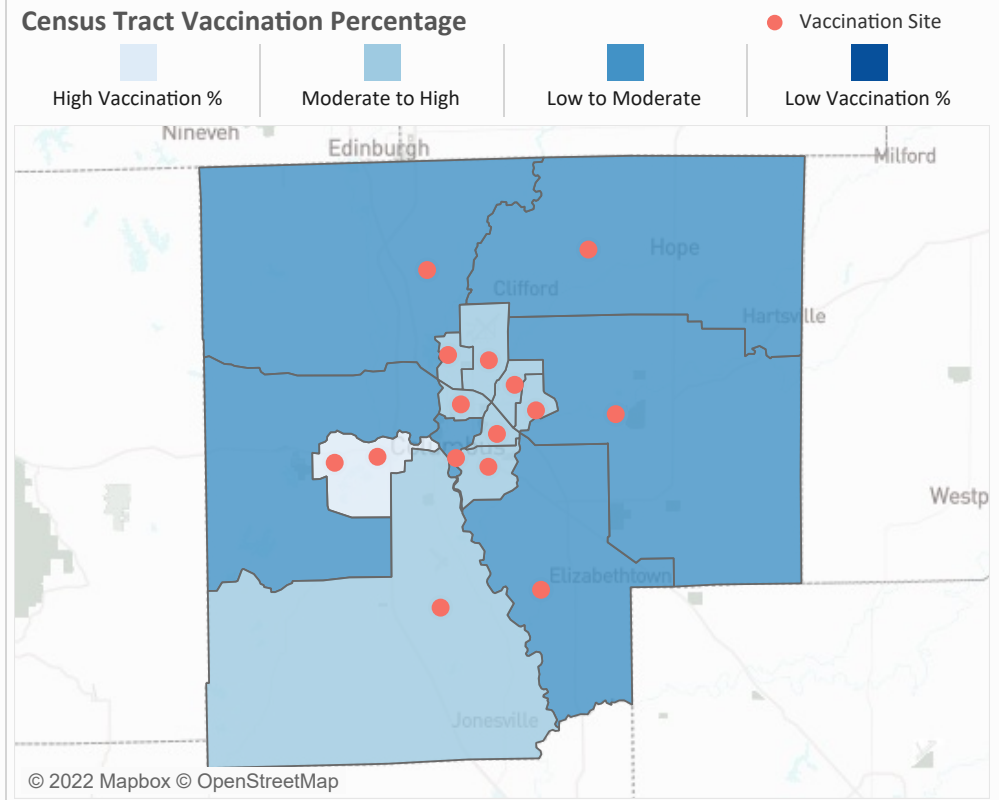 Census Tract Vaccination Percentage
Vaccination Site
High Vaccination %
Moderate to High
Low to Moderate
Low Vaccination %
Nineveh
Edinburgh
Milford
Hope
Clifford
Hartsville
Columbus
Westp
Elizabethtown
Jonesville
© 2022 Mapbox © OpenStreetMap